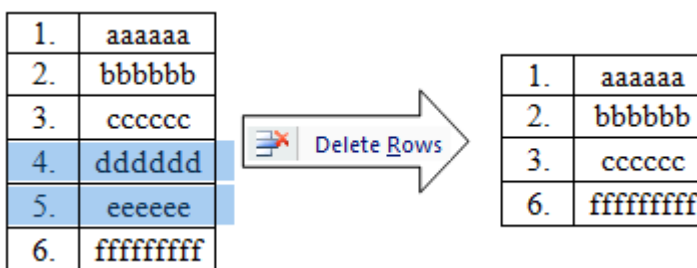 1. aaaaaa
2. bbbbbb
3. cccccc
4. dddddd
5. eeeeee
6. fffffffff
Delete Rows
1. aaaaaa
2. bbbbbb
3. cccccc
6. fffffffff